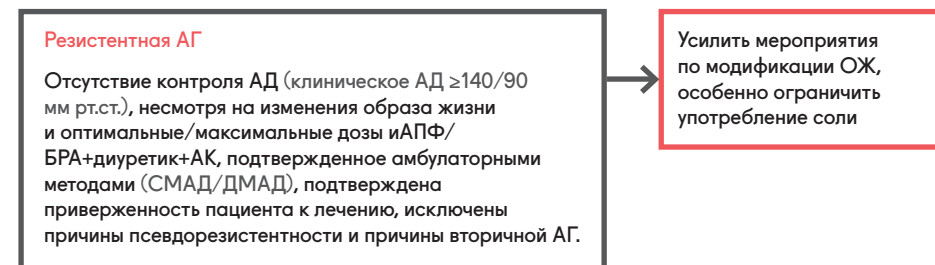 Резистентная АГ
Отсутствие контроля АД (клиническое АД ≥140/90
мм рт.ст.), несмотря на изменения образа жизни
и оптимальные/максимальные дозы иАПФ/
БРА+диуретик+АК, подтвержденное амбулаторными
методами (СМАД/ДМАД), подтверждена
приверженность пациента к лечению, исключены
причины псевдорезистентности и причины вторичной АГ.
Усилить мероприятия
по модификации ОЖ,
особенно ограничить
употребление соли